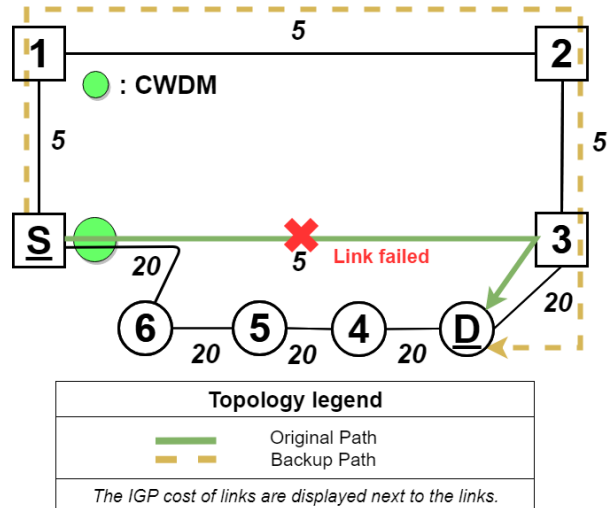 5
1
2
: CWDM
5
5
S
3
20
5
Link failed
20
6
5
4
D
20
20
20
Topology legend
Original Path
Backup Path
The IGP cost of links are displayed next to the links.